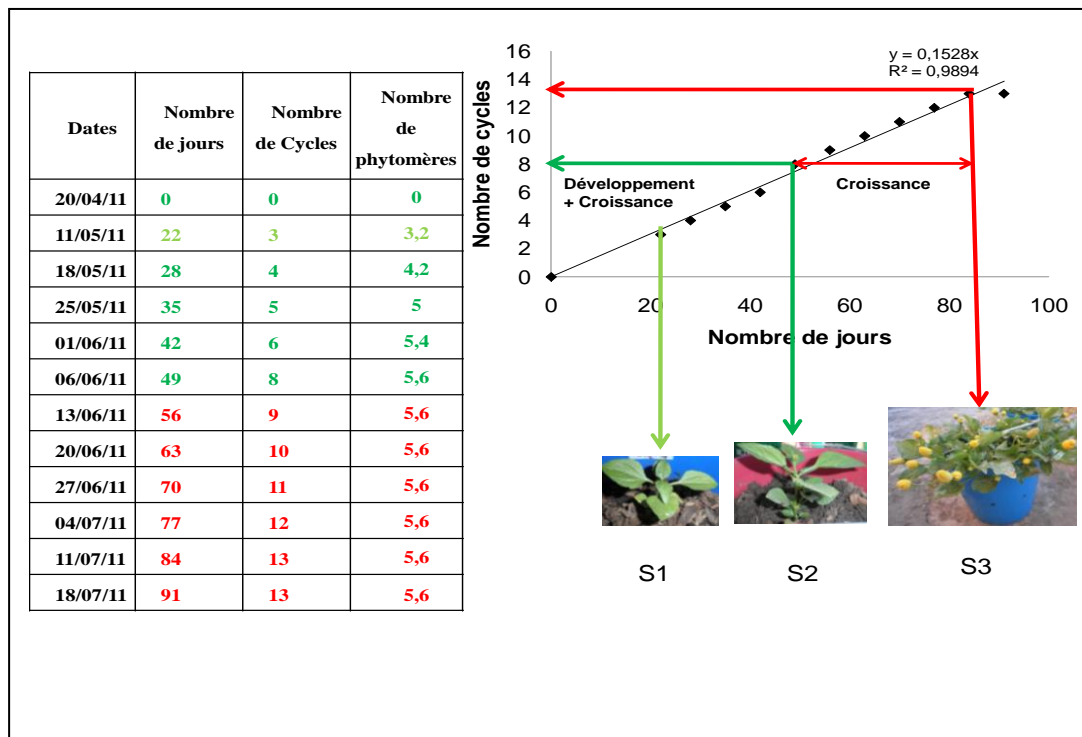 Dates
Nombre
de jours
Nombre
de Cycles
Nombre
de
phytomères
20/04/11 0 0 0
11/05/11 22 3 3,2
18/05/11 28 4 4,2
25/05/11 35 5 5
01/06/11 42 6 5,4
06/06/11 49 8 5,6
13/06/11 56 9 5,6
20/06/11 63 10 5,6
27/06/11 70 11 5,6
04/07/11 77 12 5,6
11/07/11 84 13 5,6
18/07/11 91 13 5,6
Nombre de cycles
16
14
12
10
8
6
4
2
0
y = 0,1528x
R² = 0,9894
Développement
+ Croissance
Croissance
0 20 40 60 80 100
Nombre de jours
S1
S2
S3